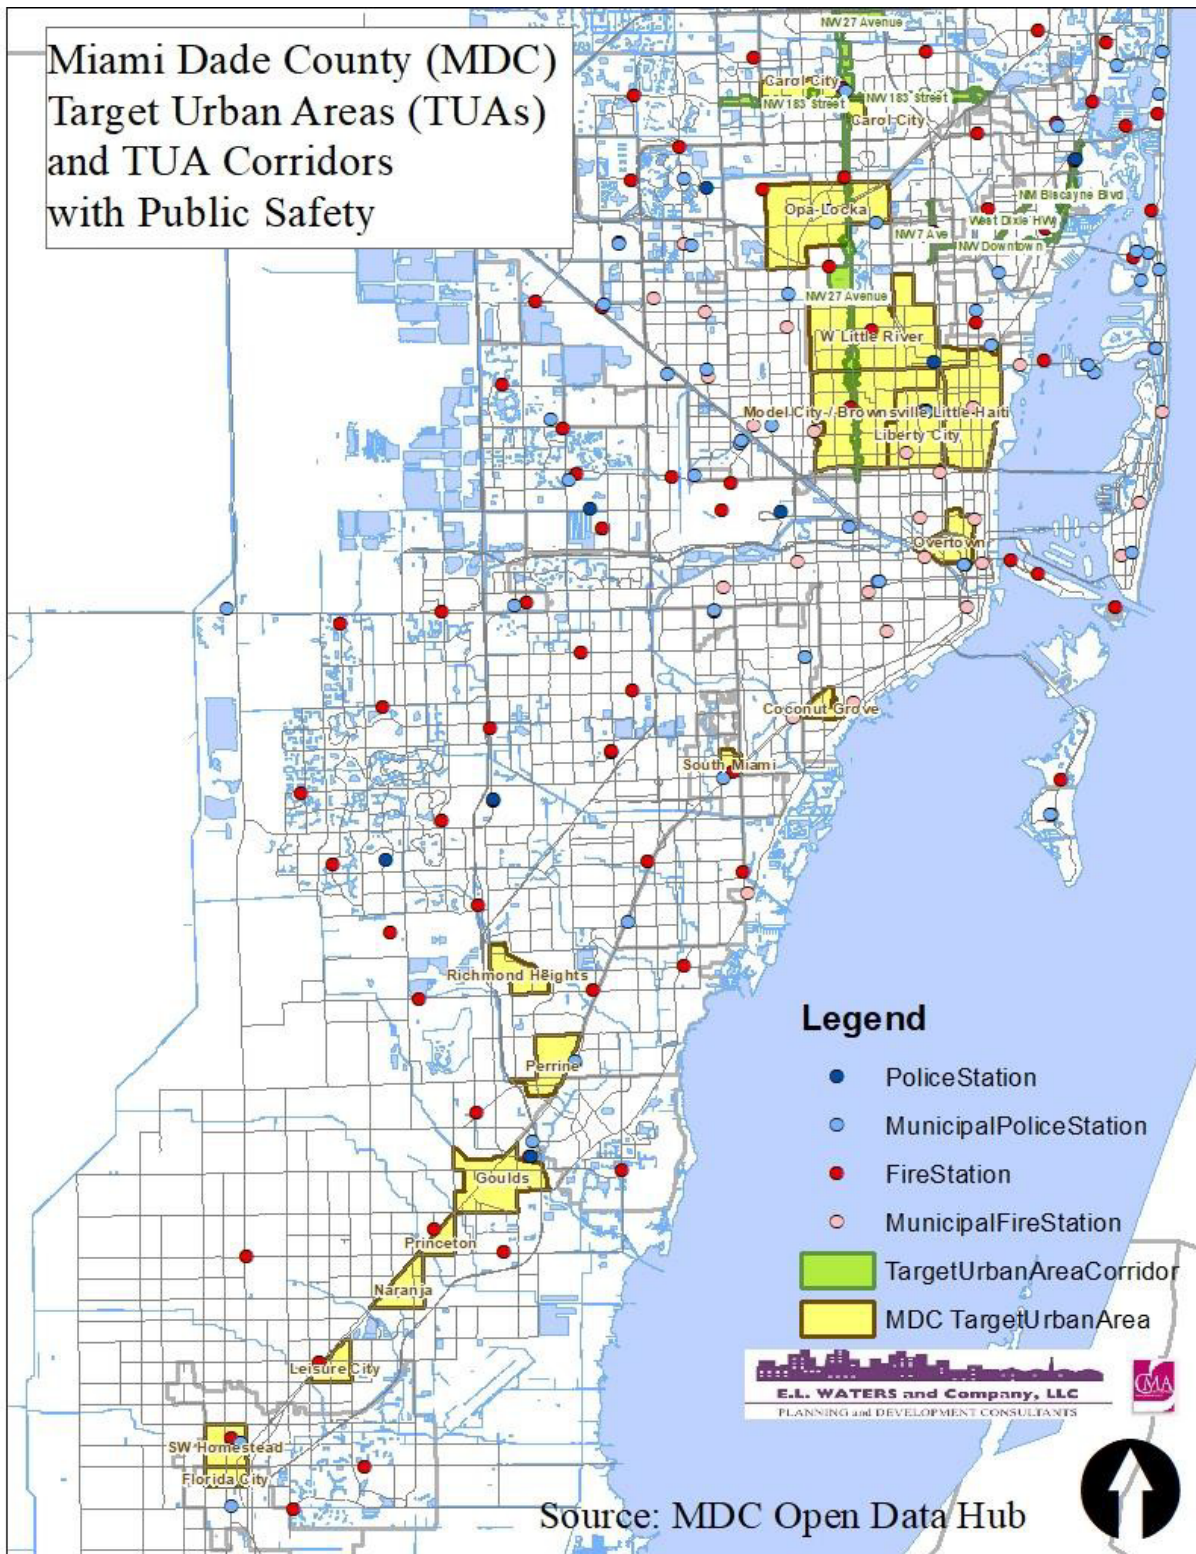 Miami Dade County (MDC)
Target Urban Areas (TUAs)
and TUA Corridors
with Public Safety
NW 27 Avenue
Carol City
NW 183 Street
NW 183 Street
Carol City
NM Biscayne Blvd
Opa-Locka
West Dixie HWy
NW7 Ave
NW Downtown
NW 27 Avenue
W Little River
Model City / Brownsville
Little Haiti
Liberty City
Overtown
Coconut Grove
South Miami
Richmond Heights
Perrine
Goulds
Princeton
Naranja
Leisure City
SW Homestead
Florida City
Legend
PoliceStation
MunicipalPoliceStation
FireStation
MunicipalFireStation
TargetUrbanAreaCorridor
MDC TargetUrbanArea
E.L. WATERS and Company, LLC
PLANNING and DEVELOPMENT CONSULTANTS
CMA
Source: MDC Open Data Hub